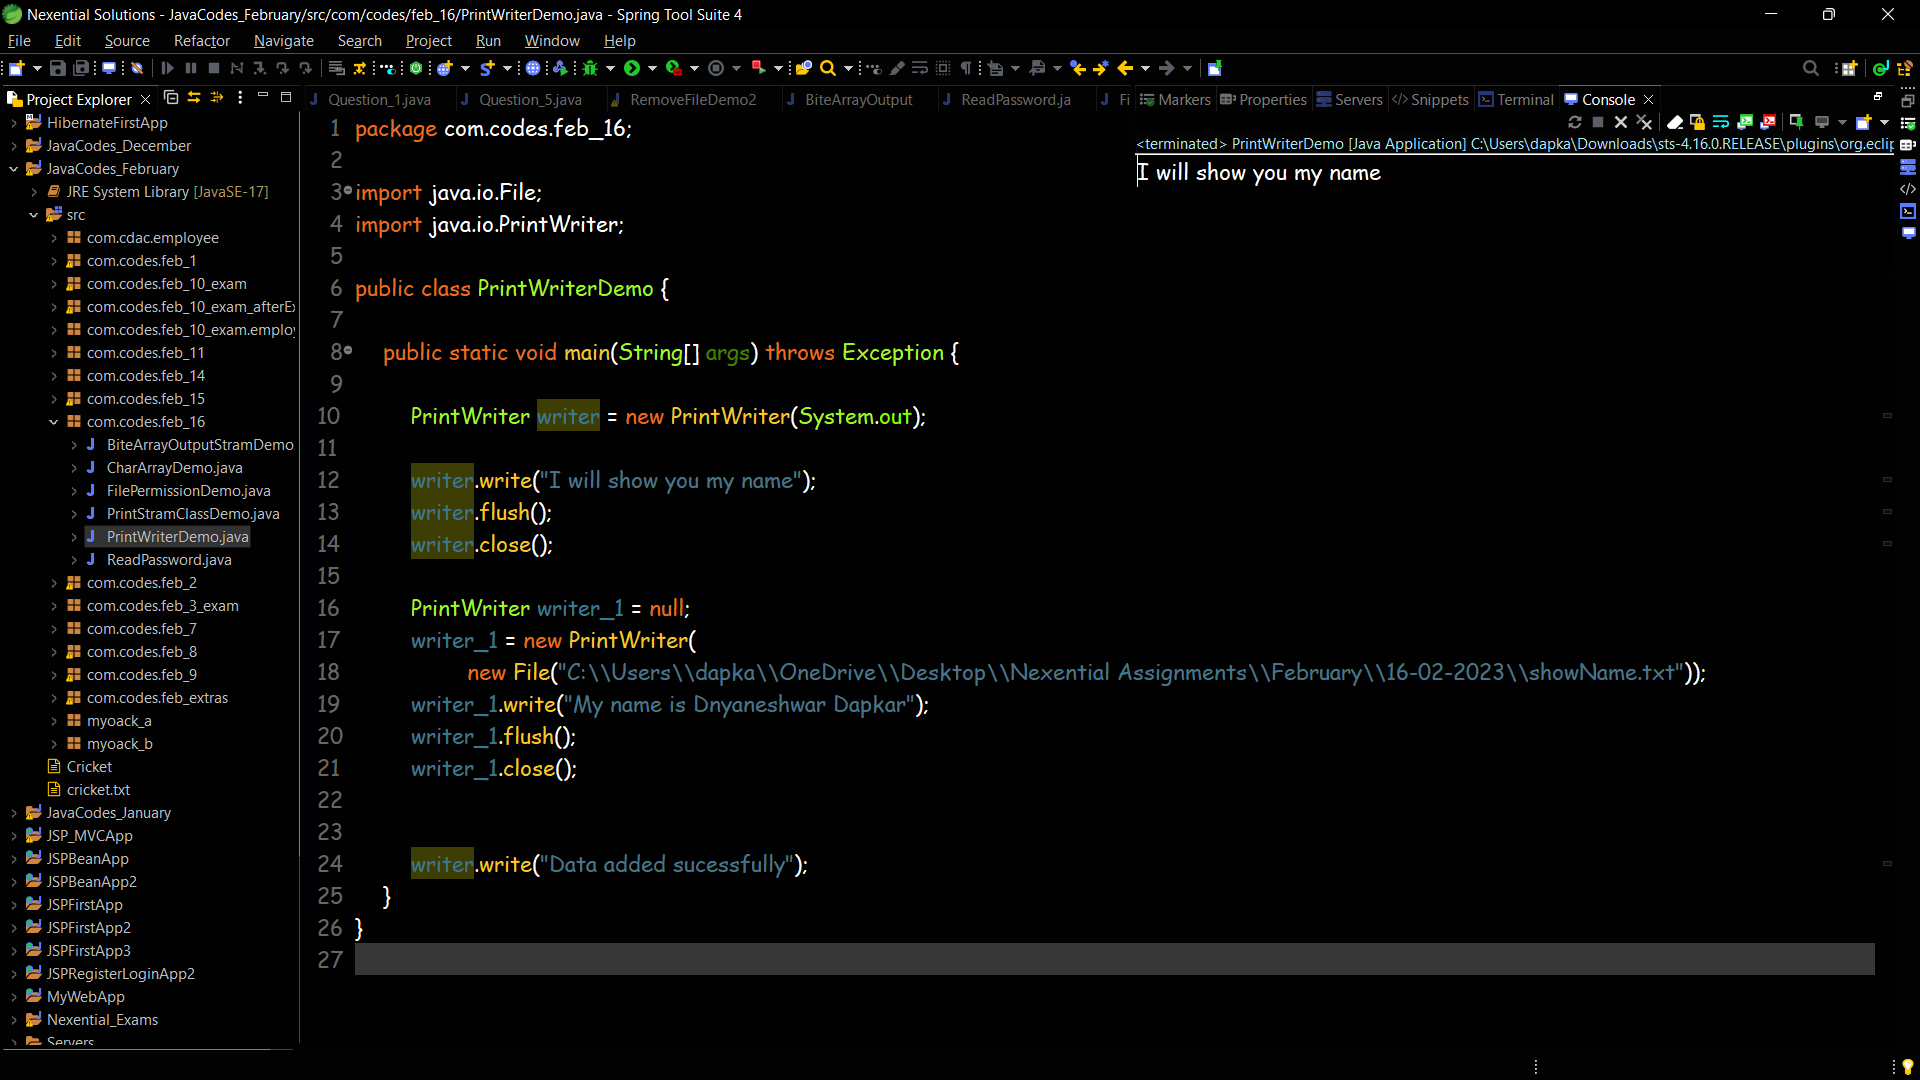 Nexential Solutions - JavaCodes_February/src/com/codes/feb_16/PrintWriterDemo.java - Spring Tool Suite 4
File Edit Source Refactor Navigate Search Project Run Window Help
Project Explorer
Question_1.java Question_5.java RemoveFileDemo2 BiteArrayOutput ReadPassword.ja Fi
Markers Properties Servers Snippets Terminal Console
<terminated> PrintWriterDemo [Java Application] C:\Users\dapka\Downloads\sts-4.16.0.RELEASE\plugins\org.eclip
I will show you my name
HibernateFirstApp
JavaCodes_December
JavaCodes_February
JRE System Library [JavaSE-17]
src
com.cdac.employee
com.codes.feb_1
com.codes.feb_10_exam
com.codes.feb_10_exam_afterEx
com.codes.feb_10_exam.employ
com.codes.feb_11
com.codes.feb_14
com.codes.feb_15
com.codes.feb_16
BiteArrayOutputStramDemo
CharArrayDemo.java
FilePermissionDemo.java
PrintStramClassDemo.java
PrintWriterDemo.java
ReadPassword.java
com.codes.feb_2
com.codes.feb_3_exam
com.codes.feb_7
com.codes.feb_8
com.codes.feb_9
com.codes.feb_extras
myoack_a
myoack_b
Cricket
cricket.txt
JavaCodes_January
JSP_MVCApp
JSPBeanApp
JSPBeanApp2
JSPFirstApp
JSPFirstApp2
JSPFirstApp3
JSPRegisterLoginApp2
MyWebApp
Nexential_Exams
Servers
1 package com.codes.feb_16;
2
3 import java.io.File;
4 import java.io.PrintWriter;
5
6 public class PrintWriterDemo {
7
8 public static void main(String[] args) throws Exception {
9
10 PrintWriter writer = new PrintWriter(System.out);
11
12 writer.write("I will show you my name");
13 writer.flush();
14 writer.close();
15
16 PrintWriter writer_1 = null;
17 writer_1 = new PrintWriter(
18 new File("C:\\Users\\dapka\\OneDrive\\Desktop\\Nexential Assignments\\February\\16-02-2023\\showName.txt"));
19 writer_1.write("My name is Dnyaneshwar Dapkar");
20 writer_1.flush();
21 writer_1.close();
22
23
24 writer.write("Data added sucessfully");
25 }
26 }
27